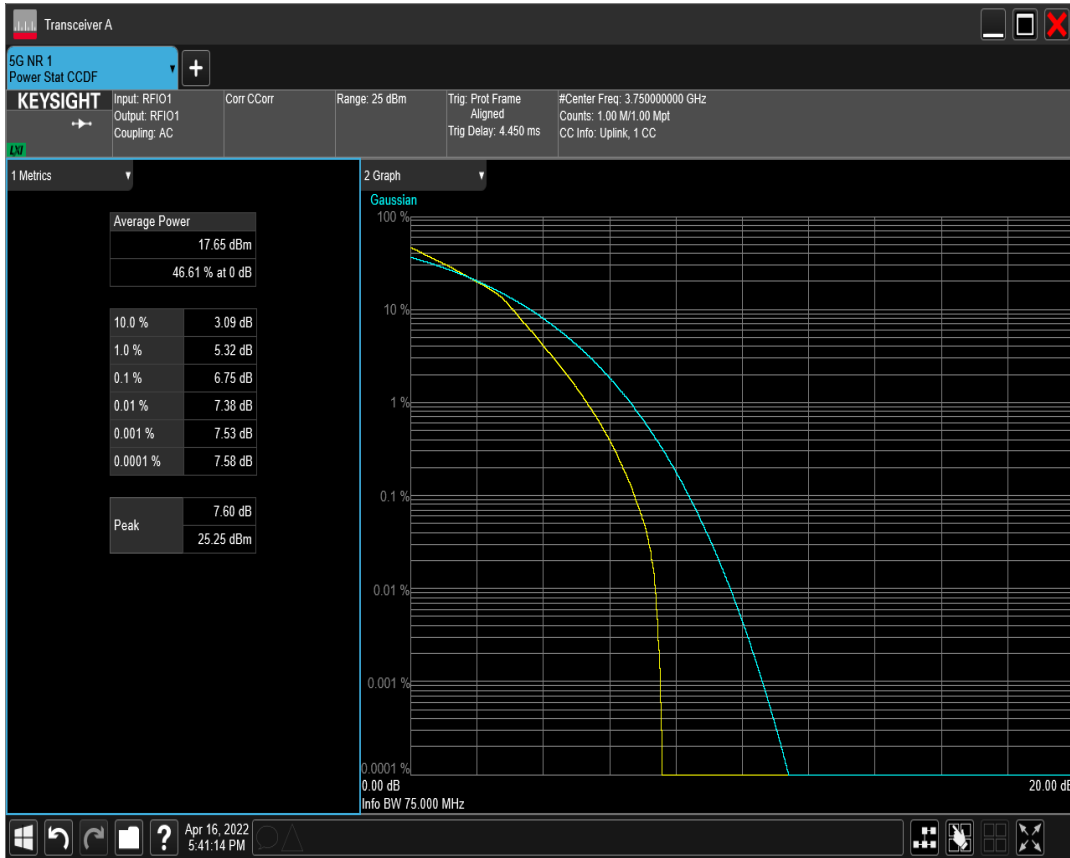 Transceiver A
5G NR 1
Power Stat CCDF
KEYSIGHT
LXI
Input: RFIO1
Output: RFIO1
Coupling: AC
Corr CCorr
Range: 25 dBm
Trig: Prot Frame
Aligned
Trig Delay: 4.450 ms
#Center Freq: 3.750000000 GHz
Counts: 1.00 M/1.00 Mpt
CC Info: Uplink, 1 CC
1 Metrics
Average Power
17.65 dBm
46.61 % at 0 dB
10.0 % 3.09 dB
1.0 % 5.32 dB
0.1 % 6.75 dB
0.01 % 7.38 dB
0.001 % 7.53 dB
0.0001 % 7.58 dB
Peak 7.60 dB
25.25 dBm
2 Graph
Gaussian
100 %
10 %
1 %
0.1 %
0.01 %
0.001 %
0.0001 %
0.00 dB 20.00 dB
Info BW 75.000 MHz
? Apr 16, 2022
5:41:14 PM